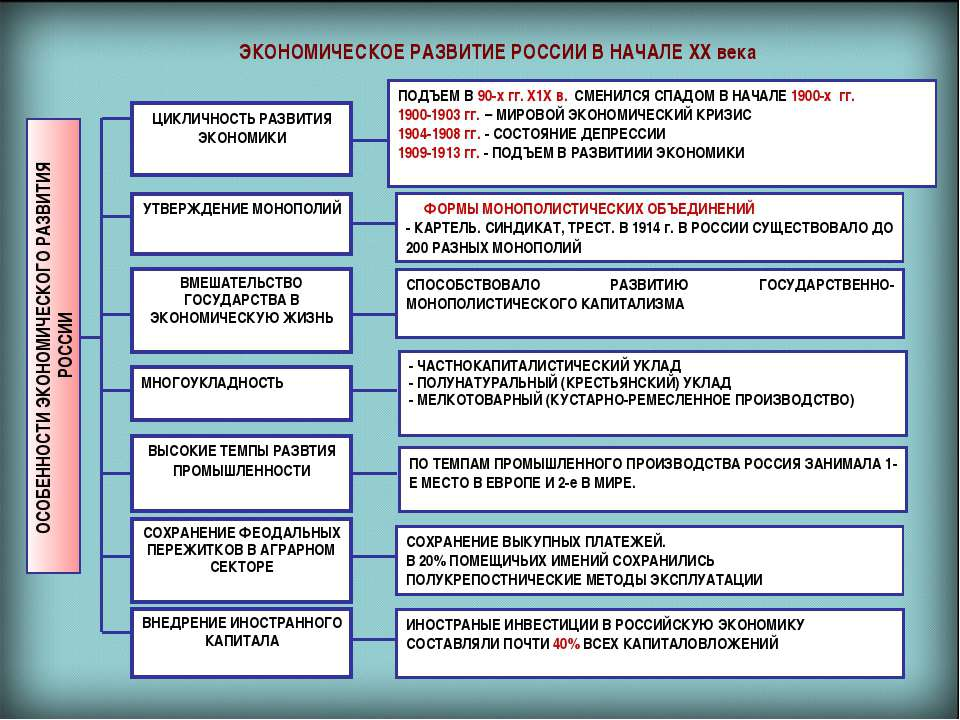 ЭКОНОМИЧЕСКОЕ РАЗВИТИЕ РОССИИ В НАЧАЛЕ XX века
ОСОБЕННОСТИ ЭКОНОМИЧЕСКОГО РАЗВИТИЯ
РОССИИ
ЦИКЛИЧНОСТЬ РАЗВИТИЯ
ЭКОНОМИКИ
ПОДЪЕМ В 90-х гг. Х1Х в. СМЕНИЛСЯ СПАДОМ В НАЧАЛЕ 1900-х гг.
1900-1903 гг. – МИРОВОЙ ЭКОНОМИЧЕСКИЙ КРИЗИС
1904-1908 гг. - СОСТОЯНИЕ ДЕПРЕССИИ
1909-1913 гг. - ПОДЪЕМ В РАЗВИТИИИ ЭКОНОМИКИ
УТВЕРЖДЕНИЕ МОНОПОЛИЙ
ФОРМЫ МОНОПОЛИСТИЧЕСКИХ ОБЪЕДИНЕНИЙ
- КАРТЕЛЬ. СИНДИКАТ, ТРЕСТ. В 1914 г. В РОССИИ СУЩЕСТВОВАЛО ДО
200 РАЗНЫХ МОНОПОЛИЙ
ВМЕШАТЕЛЬСТВО
ГОСУДАРСТВА В
ЭКОНОМИЧЕСКУЮ ЖИЗНЬ
СПОСОБСТВОВАЛО РАЗВИТИЮ ГОСУДАРСТВЕННО-
МОНОПОЛИСТИЧЕСКОГО КАПИТАЛИЗМА
МНОГОУКЛАДНОСТЬ
- ЧАСТНОКАПИТАЛИСТИЧЕСКИЙ УКЛАД
- ПОЛУНАТУРАЛЬНЫЙ (КРЕСТЬЯНСКИЙ) УКЛАД
- МЕЛКОТОВАРНЫЙ (КУСТАРНО-РЕМЕСЛЕННОЕ ПРОИЗВОДСТВО)
ВЫСОКИЕ ТЕМПЫ РАЗВТИЯ
ПРОМЫШЛЕННОСТИ
ПО ТЕМПАМ ПРОМЫШЛЕННОГО ПРОИЗВОДСТВА РОССИЯ ЗАНИМАЛА 1-
Е МЕСТО В ЕВРОПЕ И 2-е В МИРЕ.
СОХРАНЕНИЕ ФЕОДАЛЬНЫХ
ПЕРЕЖИТКОВ В АГРАРНОМ
СЕКТОРЕ
СОХРАНЕНИЕ ВЫКУПНЫХ ПЛАТЕЖЕЙ.
В 20% ПОМЕЩИЧЬИХ ИМЕНИЙ СОХРАНИЛИСЬ
ПОЛУКРЕПОСТНИЧЕСКИЕ МЕТОДЫ ЭКСПЛУАТАЦИИ
ВНЕДРЕНИЕ ИНОСТРАННОГО
КАПИТАЛА
ИНОСТРАНЫЕ ИНВЕСТИЦИИ В РОССИЙСКУЮ ЭКОНОМИКУ
СОСТАВЛЯЛИ ПОЧТИ 40% ВСЕХ КАПИТАЛОВЛОЖЕНИЙ